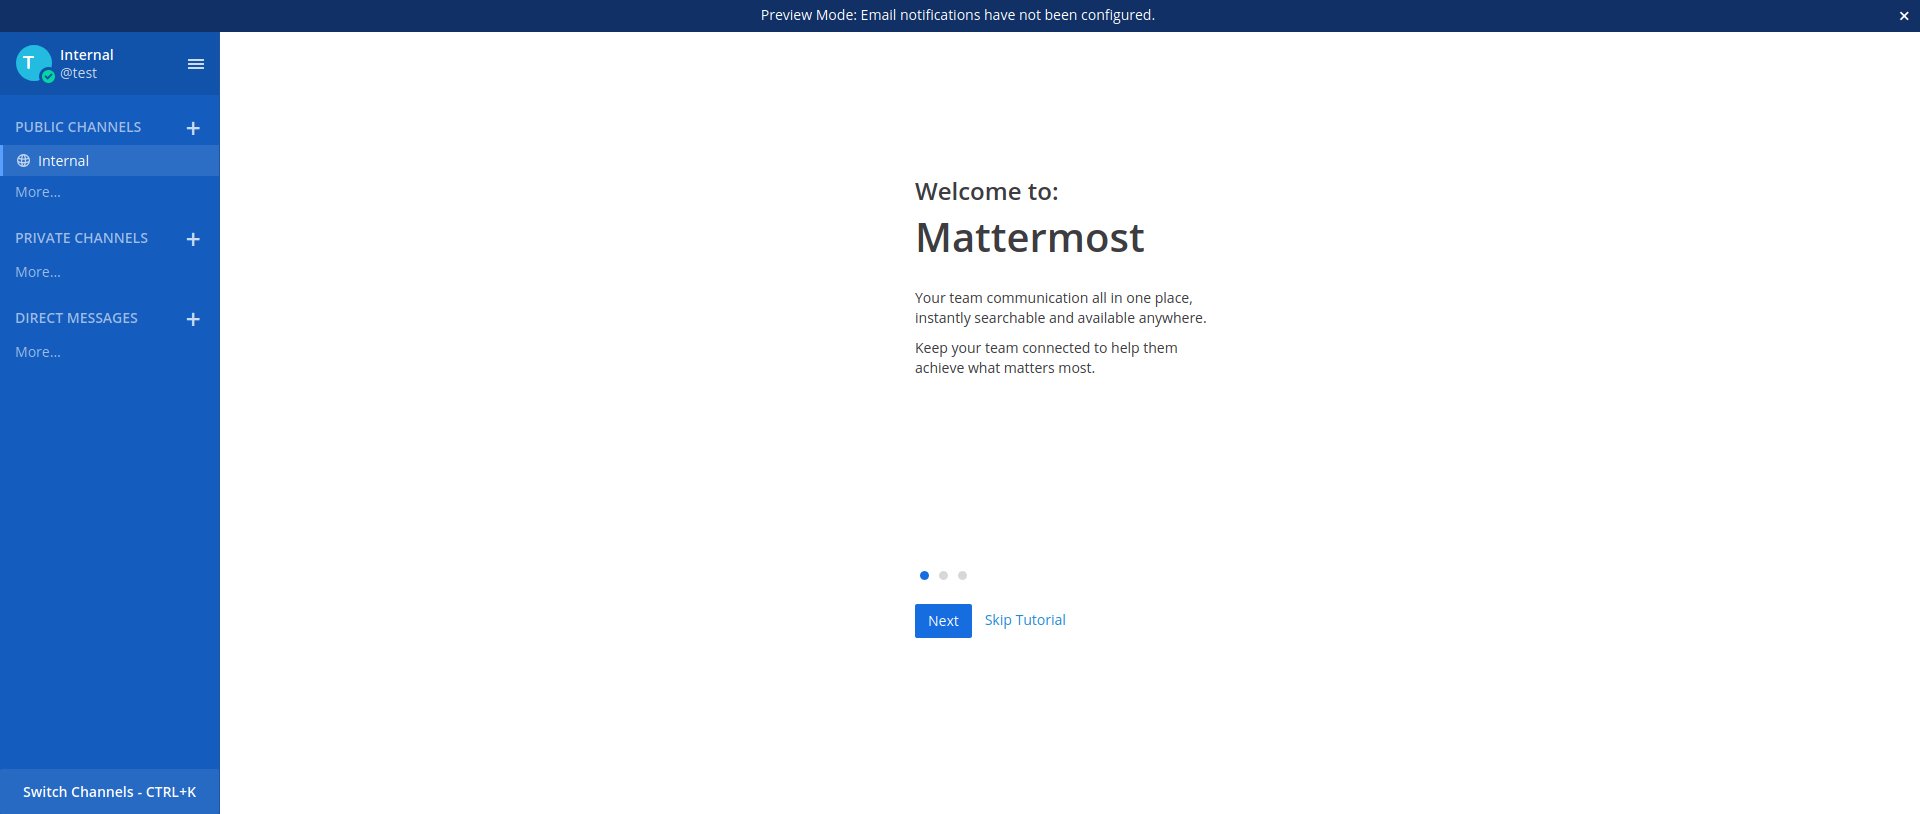 Preview Mode: Email notifications have not been configured.
T
Internal
@test
PUBLIC CHANNELS
Internal
More...
PRIVATE CHANNELS
More...
DIRECT MESSAGES
More...
Switch Channels - CTRL+K
Welcome to:
Mattermost
Your team communication all in one place,
instantly searchable and available anywhere.
Keep your team connected to help them
achieve what matters most.
Next
Skip Tutorial